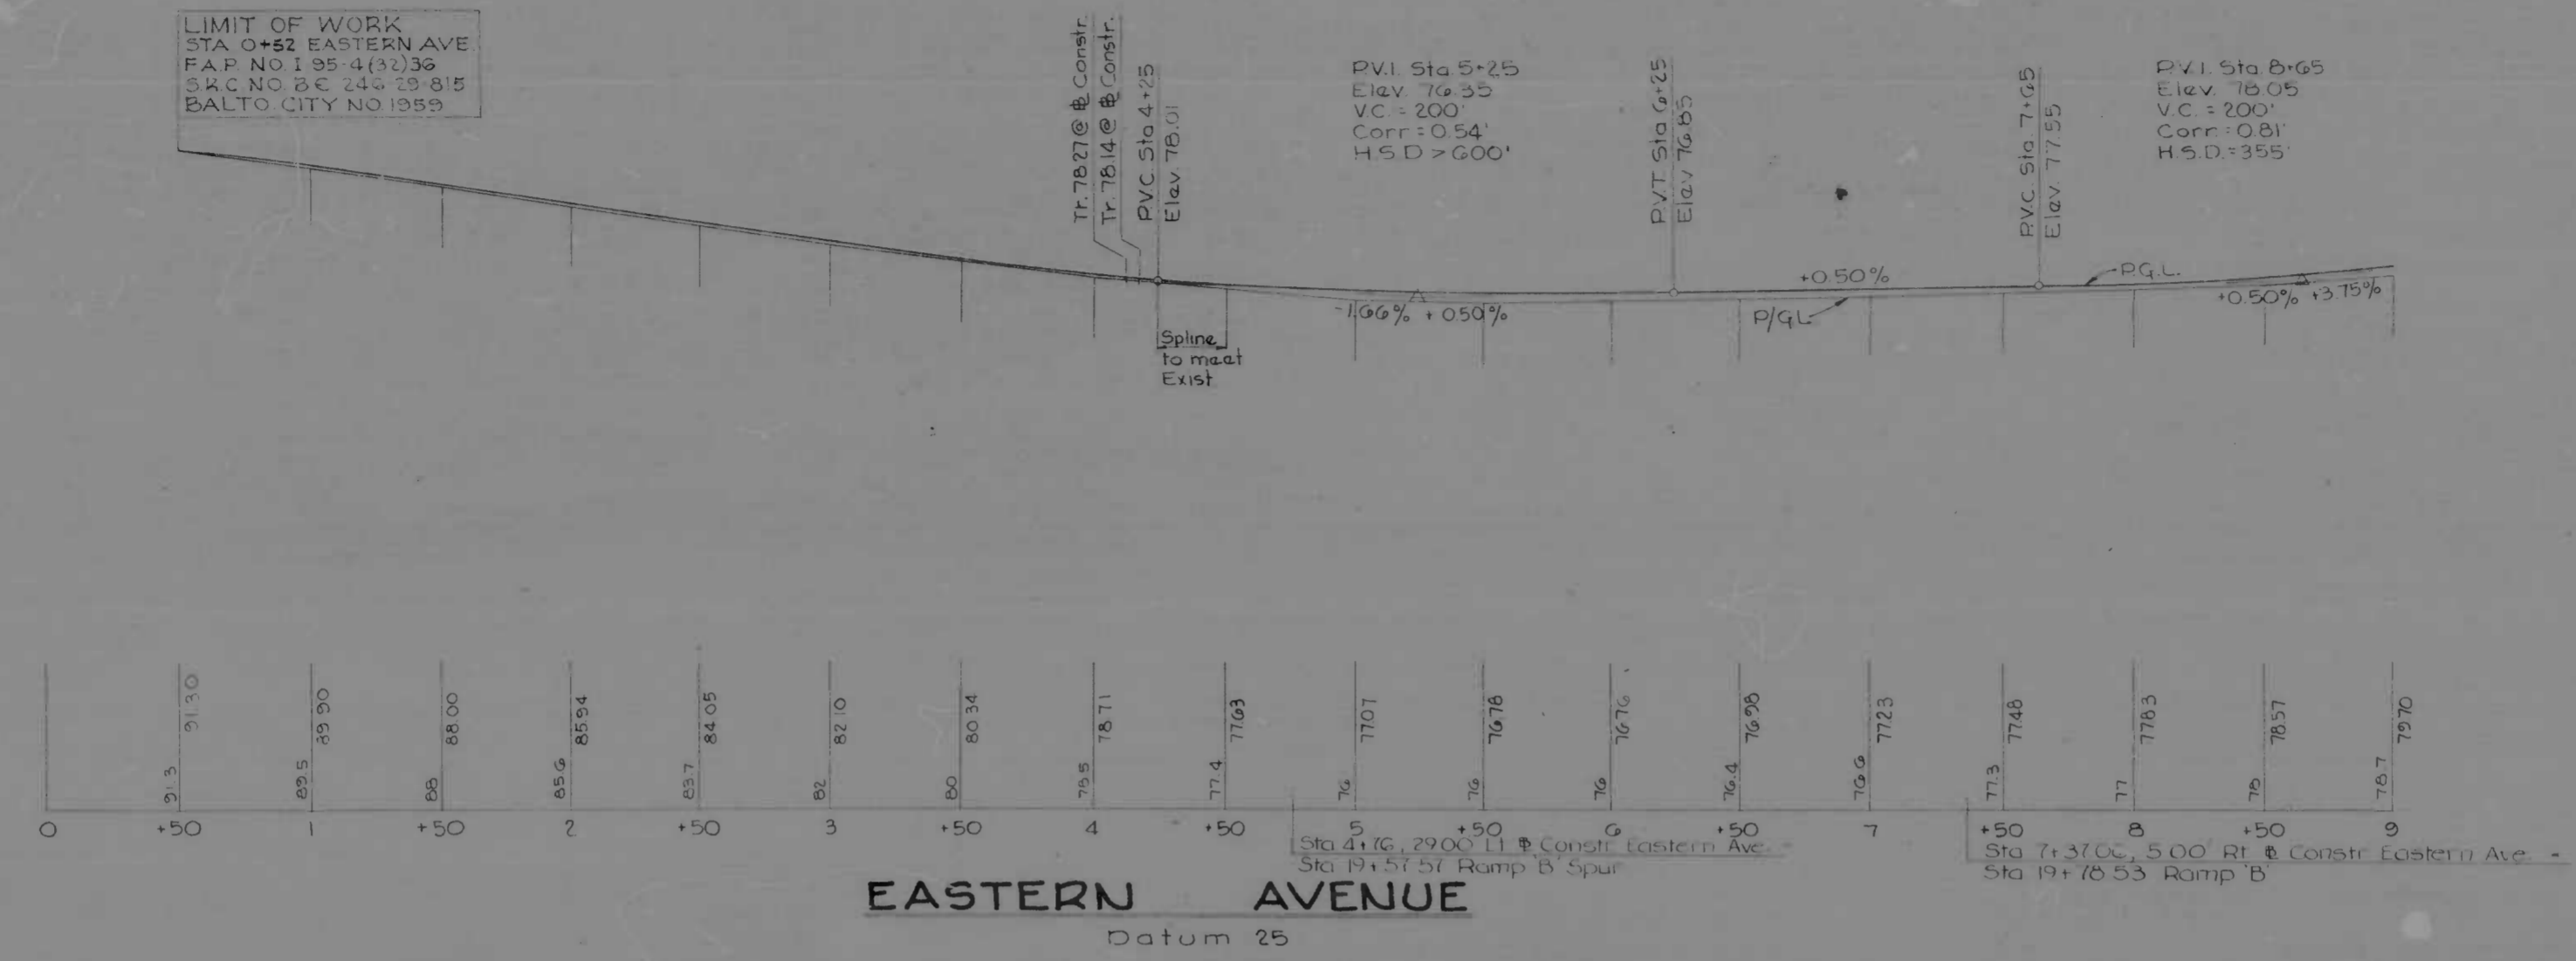 LIMIT OF WORK
STA 0+52 EASTERN AVE.
F.A.P. NO. I 95-4(32)36
S.R.C. NO. BC 246-29-815
BALTO. CITY NO. 1959
Tr. 78.27 @ ⅊ Constr.
Tr. 78.14 @ ⅊ Constr.
P.V.C. Sta 4+25
Elev. 78.01
P.V.I. Sta. 5+25
Elev. 76.35
V.C. = 200'
Corr = 0.54'
H.S.D > 600'
P.V.T. Sta 6+25
Elev 76.85
P.V.C. Sta. 7+65
Elev. 77.55
P.V.I. Sta. 8+65
Elev. 78.05
V.C. = 200'
Corr. = 0.81'
H.S.D. = 355'
+0.50%
P.G.L.
-1.66% +0.50%
P/GL
+0.50% +3.75%
Spline
to meet
Exist
91.30 89.90 88.00 85.94 84.05 82.10 80.34 78.71 77.63 77.07 76.78 76.76 76.98 77.23 77.48 77.83 78.57 79.70
91.3 89.5 88 85.6 83.7 82 80 78.5 77.4 76 76 76 76.4 76.6 77.3 77 78 78.7
0 +50 1 +50 2 +50 3 +50 4 +50 5 +50 6 +50 7 +50 8 +50 9
Sta 4+76, 29.00 Lt ⅊ Constr Eastern Ave
Sta 19+57.57 Ramp 'B' Spur
Sta 7+37.06, 5.00 Rt ⅊ Constr Eastern Ave -
Sta 19+78.53 Ramp 'B'
EASTERN AVENUE
Datum 25